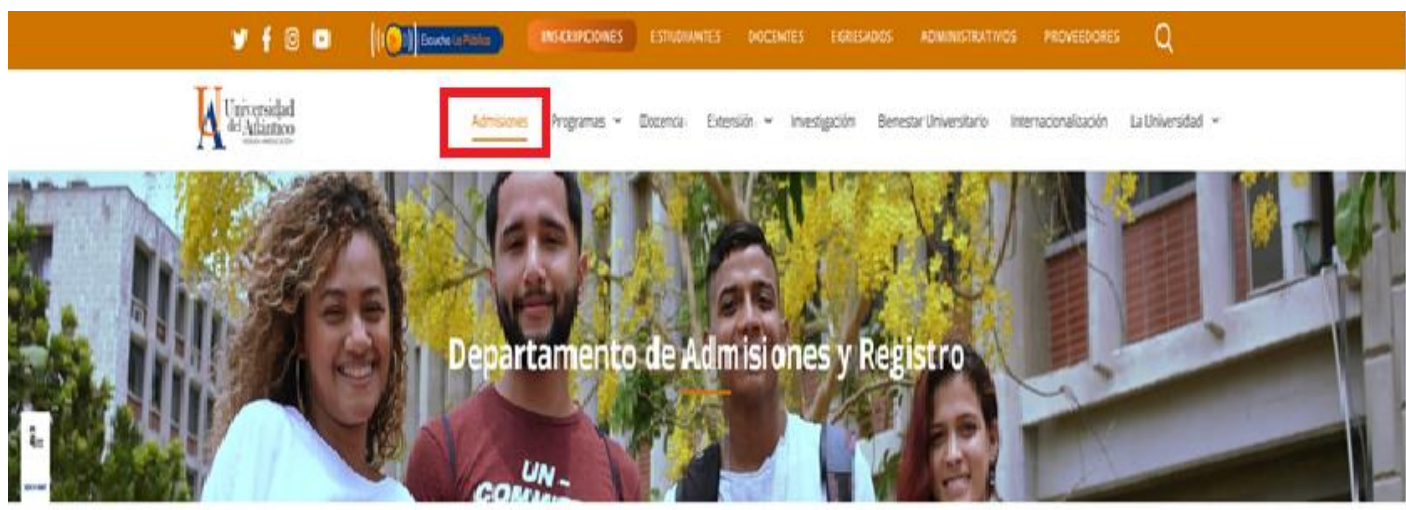 Escucha La Pública INSCRIPCIONES ESTUDIANTES DOCENTES EGRESADOS ADMINISTRATIVOS PROVEEDORES
Universidad
del Atlántico
Admisiones Programas Docencia Extensión Investigación Bienestar Universitario Internacionalización La Universidad
Departamento de Admisiones y Registro
UN -